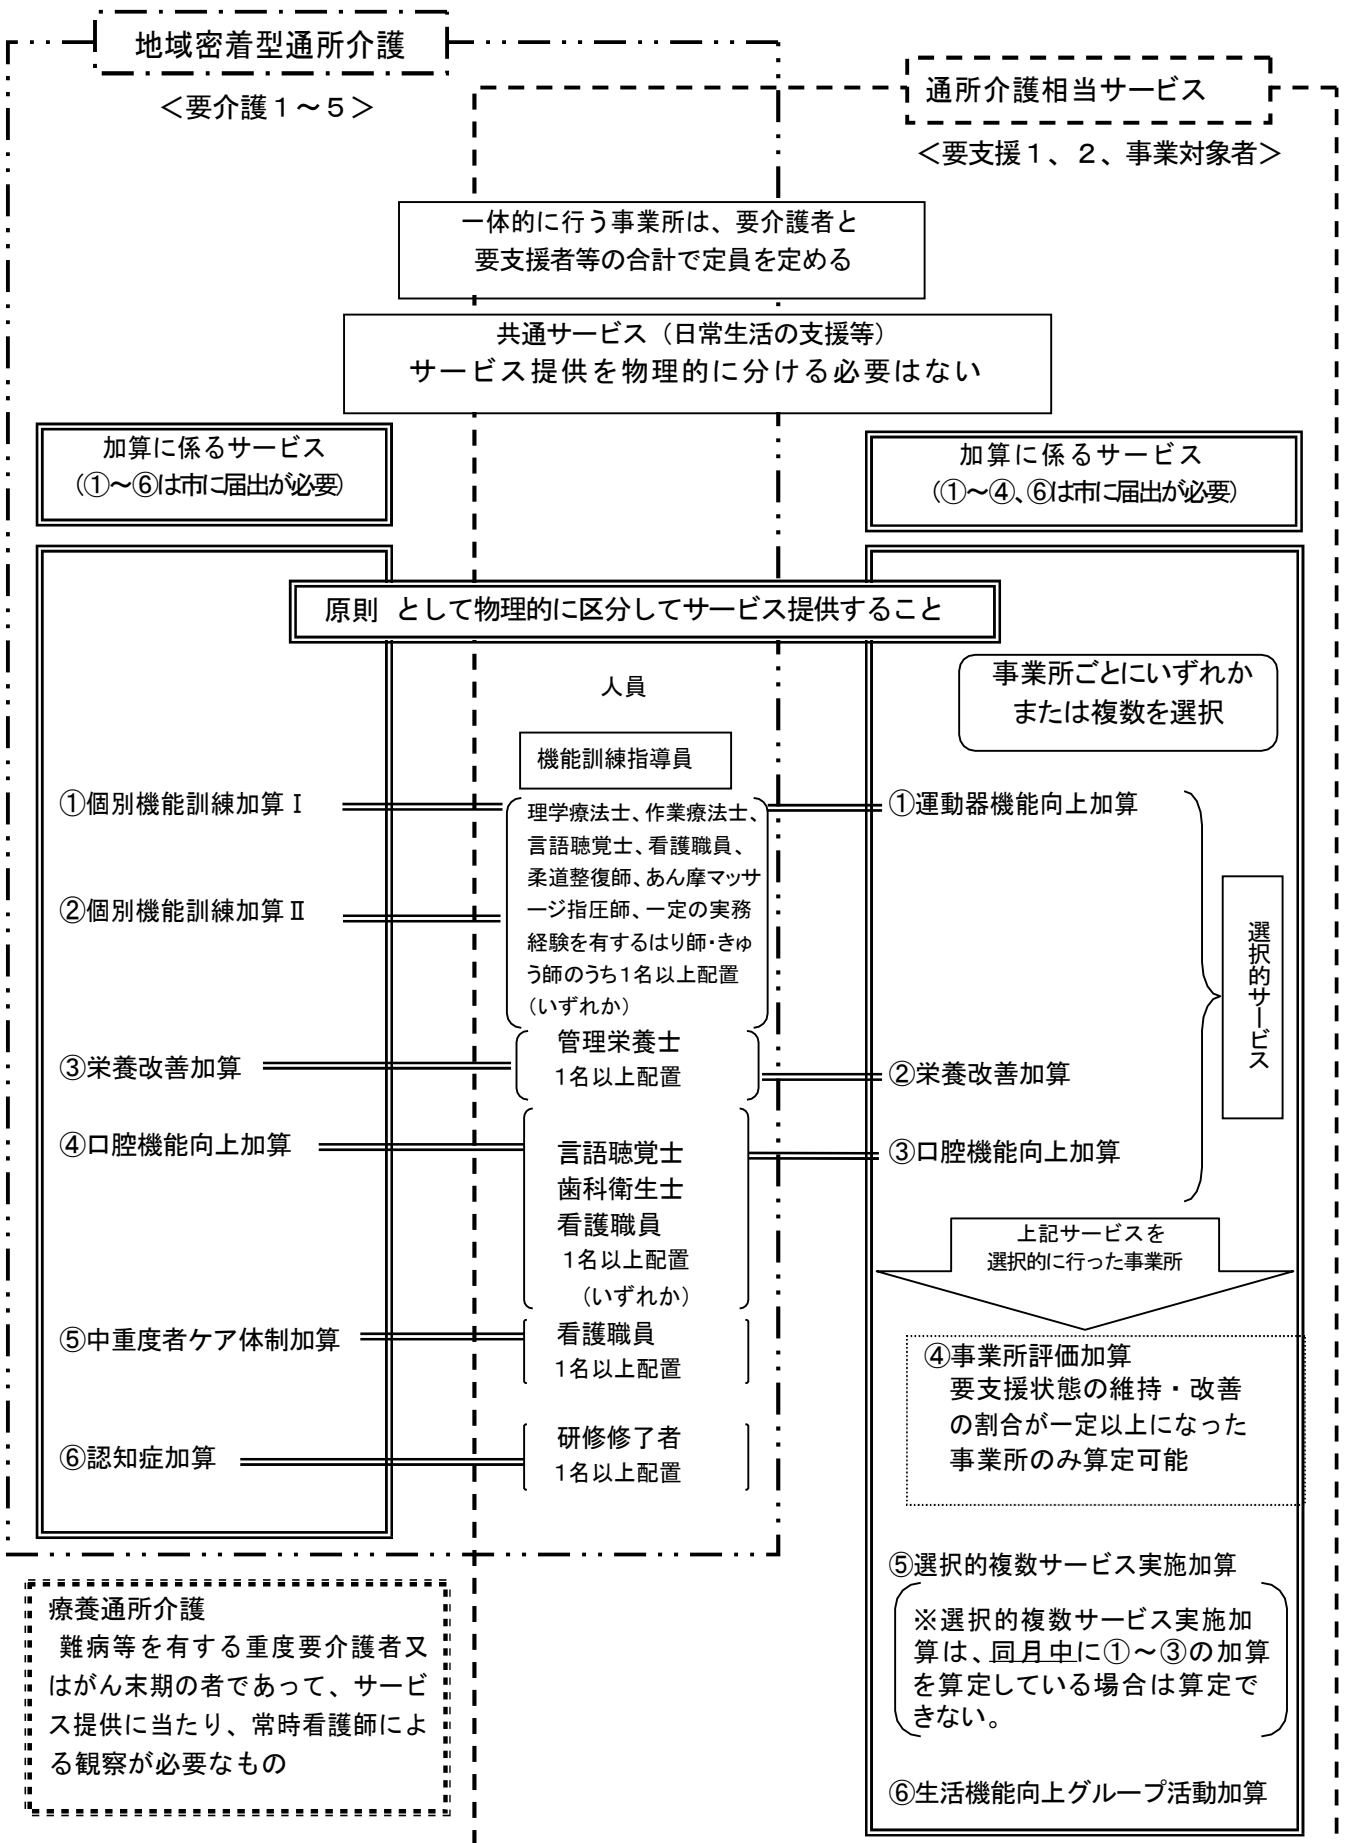 地域密着型通所介護
＜要介護１～５＞
通所介護相当サービス
＜要支援１、２、事業対象者＞
一体的に行う事業所は、要介護者と
要支援者等の合計で定員を定める
共通サービス（日常生活の支援等）
サービス提供を物理的に分ける必要はない
加算に係るサービス
（①～⑥は市に届出が必要）
加算に係るサービス
（①～④、⑥は市に届出が必要）
原則 として物理的に区分してサービス提供すること
人員
機能訓練指導員
事業所ごとにいずれか
または複数を選択
①個別機能訓練加算Ⅰ
②個別機能訓練加算Ⅱ
理学療法士、作業療法士、
言語聴覚士、看護職員、
柔道整復師、あん摩マッサ
ージ指圧師、一定の実務
経験を有するはり師・きゅ
う師のうち１名以上配置
（いずれか）
①運動器機能向上加算
選択的サービス
③栄養改善加算
管理栄養士
１名以上配置
②栄養改善加算
④口腔機能向上加算
言語聴覚士
歯科衛生士
看護職員
１名以上配置
（いずれか）
③口腔機能向上加算
上記サービスを
選択的に行った事業所
⑤中重度者ケア体制加算
看護職員
１名以上配置
④事業所評価加算
要支援状態の維持・改善
の割合が一定以上になった
事業所のみ算定可能
⑥認知症加算
研修修了者
１名以上配置
⑤選択的複数サービス実施加算
※選択的複数サービス実施加
算は、同月中に①～③の加算
を算定している場合は算定で
きない。
⑥生活機能向上グループ活動加算
療養通所介護
難病等を有する重度要介護者又
はがん末期の者であって、サービ
ス提供に当たり、常時看護師によ
る観察が必要なもの